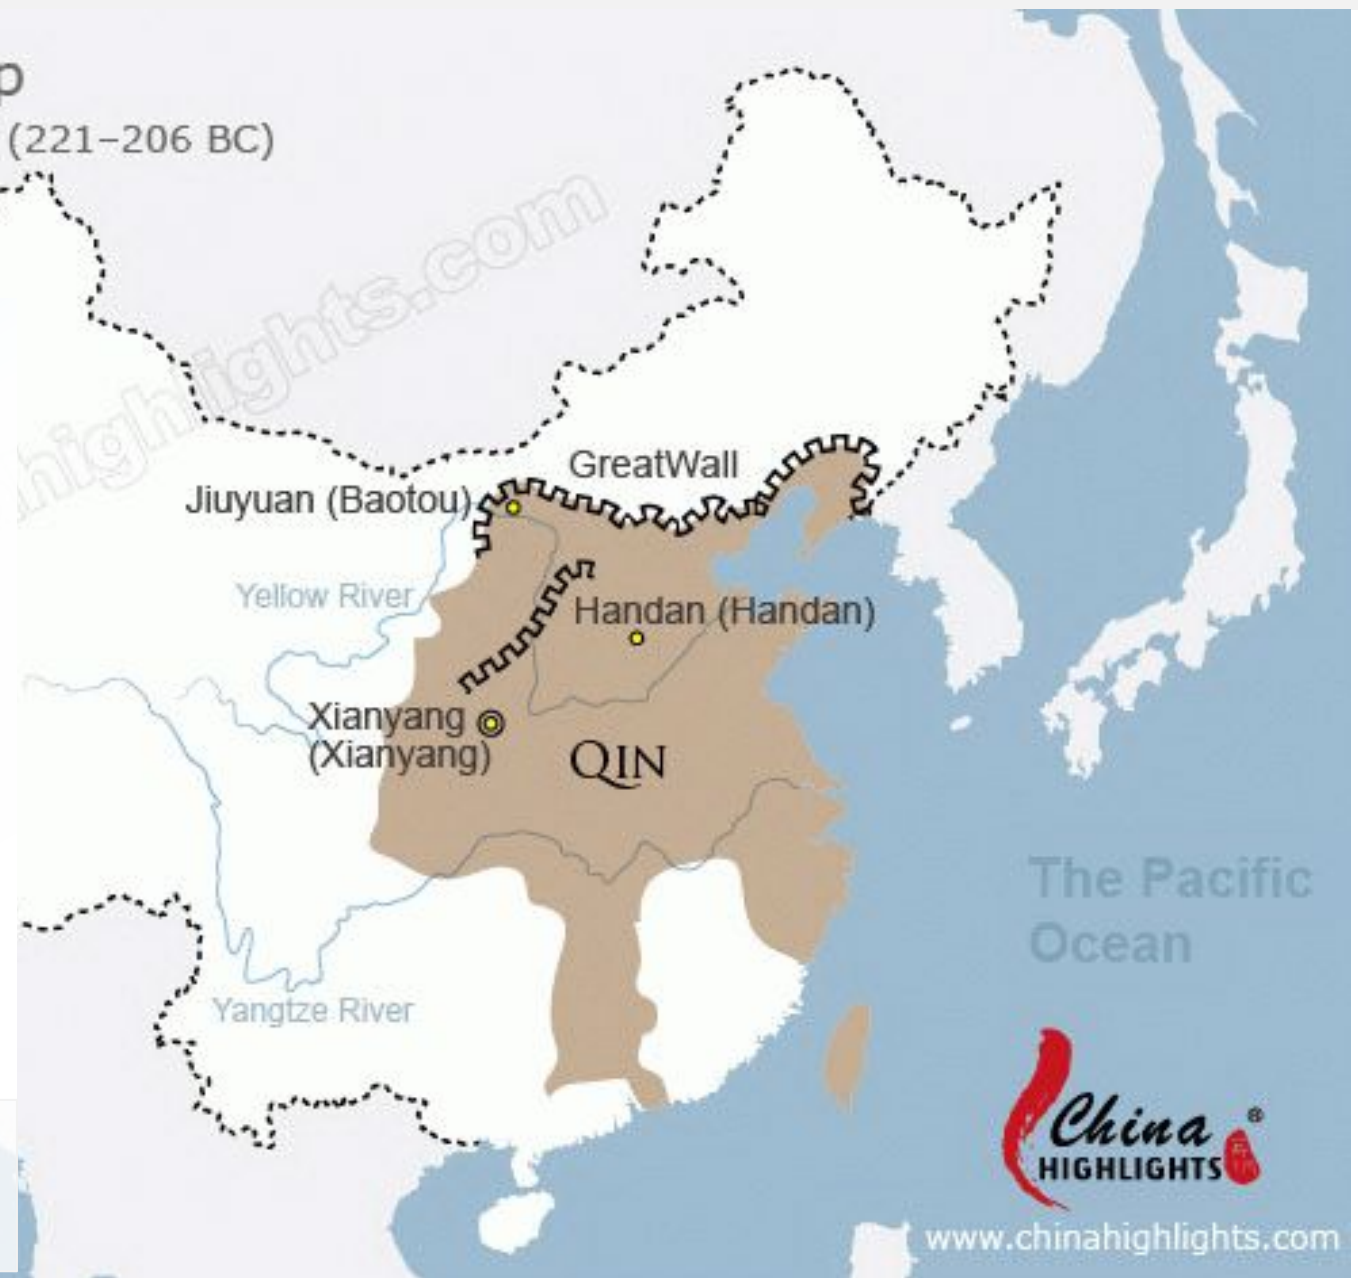 p
(221–206 BC)
highlights.com
GreatWall
Jiuyuan (Baotou)
Yellow River
Handan (Handan)
Xianyang
(Xianyang)
QIN
The Pacific
Ocean
Yangtze River
China ®
HIGHLIGHTS
www.chinahighlights.com